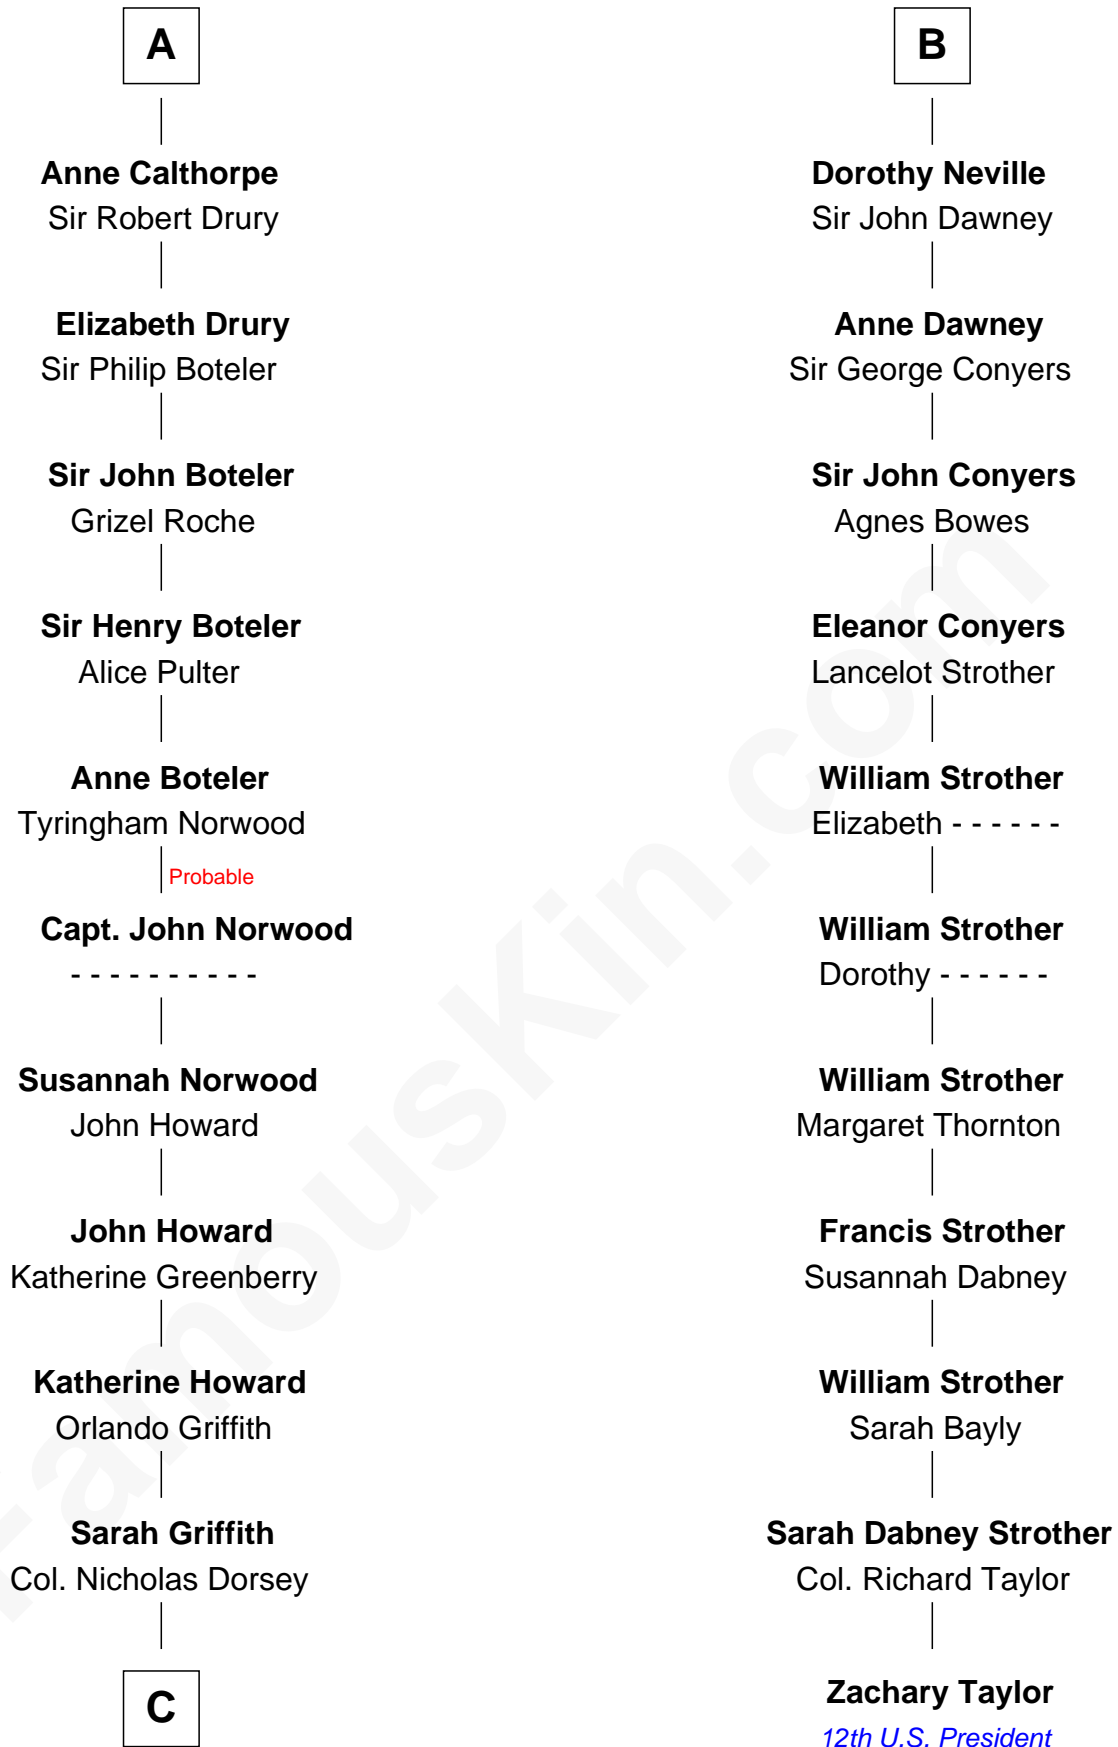 A
Anne Calthorpe
Sir Robert Drury
Elizabeth Drury
Sir Philip Boteler
Sir John Boteler
Grizel Roche
Sir Henry Boteler
Alice Pulter
Anne Boteler
Tyringham Norwood
Probable
Capt. John Norwood
- - - - - - - - - -
Susannah Norwood
John Howard
John Howard
Katherine Greenberry
Katherine Howard
Orlando Griffith
Sarah Griffith
Col. Nicholas Dorsey
C
B
Dorothy Neville
Sir John Dawney
Anne Dawney
Sir George Conyers
Sir John Conyers
Agnes Bowes
Eleanor Conyers
Lancelot Strother
William Strother
Elizabeth - - - - - -
William Strother
Dorothy - - - - - -
William Strother
Margaret Thornton
Francis Strother
Susannah Dabney
William Strother
Sarah Bayly
Sarah Dabney Strother
Col. Richard Taylor
Zachary Taylor
12th U.S. President
FamousKin.com